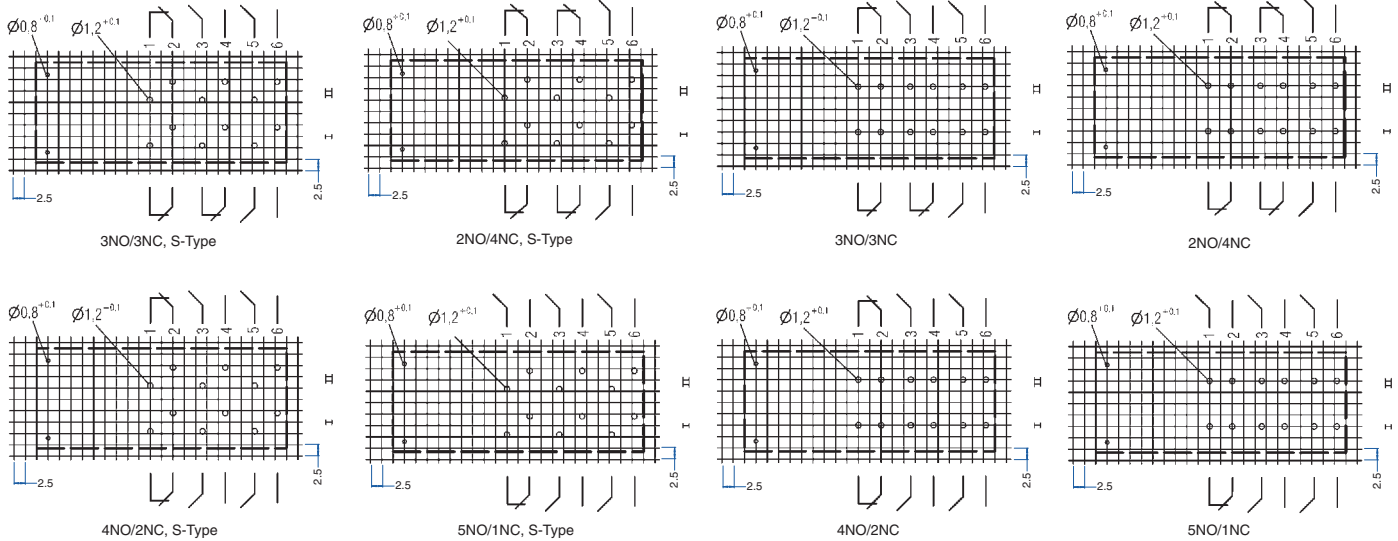 Ø0,8+0,1 Ø1,2+0,1 1 2 3 4 5 6
II
I
2.5 2.5
3NO/3NC, S-Type
Ø0,8+0,1 Ø1,2+0,1 1 2 3 4 5 6
II
I
2.5 2.5
2NO/4NC, S-Type
Ø0,8+0,1 Ø1,2-0,1 1 2 3 4 5 6
II
I
2.5 2.5
3NO/3NC
Ø0,8+0,1 Ø1,2+0,1 1 2 3 4 5 6
II
I
2.5 2.5
2NO/4NC
Ø0,8+0,1 Ø1,2-0,1 1 2 3 4 5 6
II
I
2.5 2.5
4NO/2NC, S-Type
Ø0,8+0,1 Ø1,2+0,1 1 2 3 4 5 6
II
I
2.5 2.5
5NO/1NC, S-Type
Ø0,8-0,1 Ø1,2+0,1 1 2 3 4 5 6
II
I
2.5 2.5
4NO/2NC
Ø0,8+0,1 Ø1,2+0,1 1 2 3 4 5 6
II
I
2.5 2.5
5NO/1NC